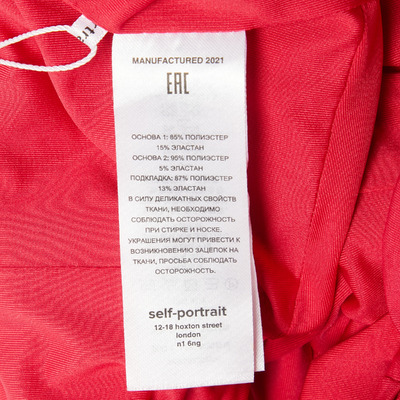 MANUFACTURED 2021
EAC
ОСНОВА 1: 85% ПОЛИЭСТЕР
15% ЭЛАСТАН
ОСНОВА 2: 95% ПОЛИЭСТЕР
5% ЭЛАСТАН
ПОДКЛАДКА: 87% ПОЛИЭСТЕР
13% ЭЛАСТАН
В СИЛУ ДЕЛИКАТНЫХ СВОЙСТВ
ТКАНИ, НЕОБХОДИМО
СОБЛЮДАТЬ ОСТОРОЖНОСТЬ
ПРИ СТИРКЕ И НОСКЕ.
УКРАШЕНИЯ МОГУТ ПРИВЕСТИ К
ВОЗНИКНОВЕНИЮ ЗАЦЕПОК НА
ТКАНИ, ПРОСЬБА СОБЛЮДАТЬ
ОСТОРОЖНОСТЬ.
self-portrait
12-18 hoxton street
london
n1 6ng